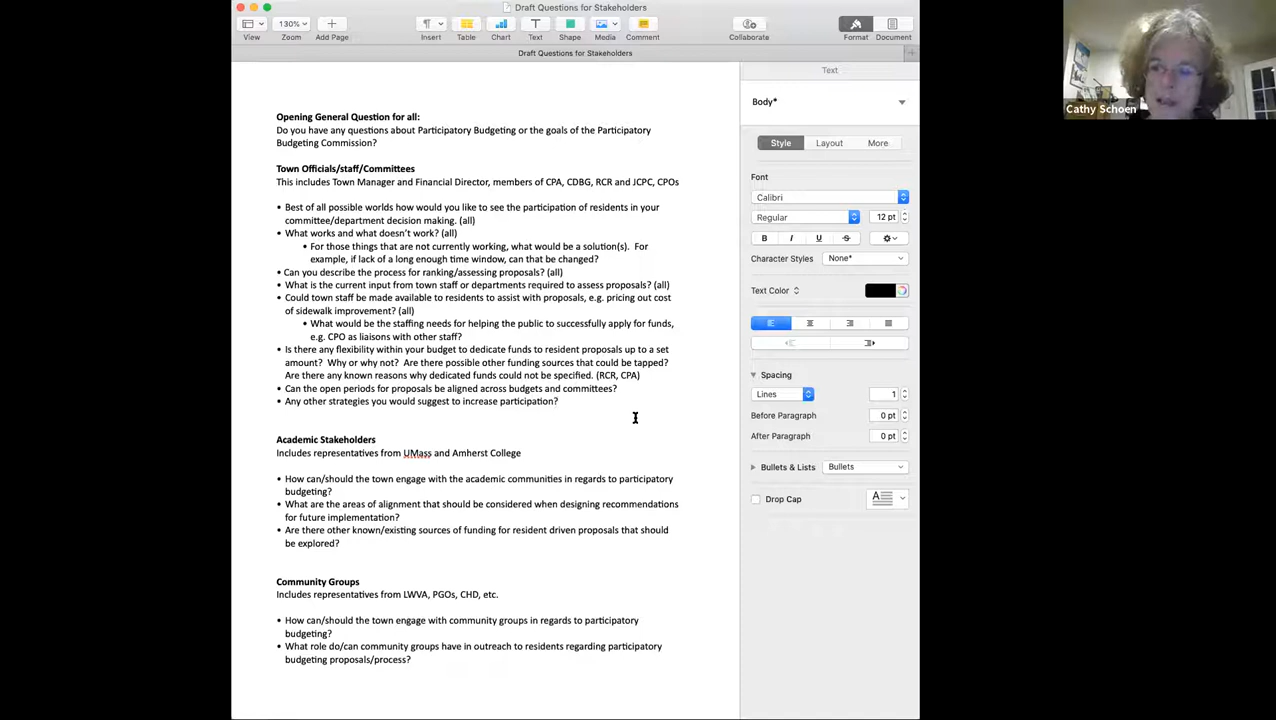 Draft Questions for Stakeholders
130%
View
Zoom
Add Page
Insert
Table
Chart
Text
Shape
Media
Comment
Collaborate
Format
Document
Draft Questions for Stakeholders
Opening General Question for all:
Do you have any questions about Participatory Budgeting or the goals of the Participatory
Budgeting Commission?
Town Officials/staff/Committees
This includes Town Manager and Financial Director, members of CPA, CDBG, RCR and JCPC, CPOs
• Best of all possible worlds how would you like to see the participation of residents in your
committee/department decision making. (all)
• What works and what doesn't work? (all)
• For those things that are not currently working, what would be a solution(s). For
example, if lack of a long enough time window, can that be changed?
• Can you describe the process for ranking/assessing proposals? (all)
• What is the current input from town staff or departments required to assess proposals? (all)
• Could town staff be made available to residents to assist with proposals, e.g. pricing out cost
of sidewalk improvement? (all)
• What would be the staffing needs for helping the public to successfully apply for funds,
e.g. CPO as liaisons with other staff?
• Is there any flexibility within your budget to dedicate funds to resident proposals up to a set
amount? Why or why not? Are there possible other funding sources that could be tapped?
Are there any known reasons why dedicated funds could not be specified. (RCR, CPA)
• Can the open periods for proposals be aligned across budgets and committees?
• Any other strategies you would suggest to increase participation?
Academic Stakeholders
Includes representatives from UMass and Amherst College
• How can/should the town engage with the academic communities in regards to participatory
budgeting?
• What are the areas of alignment that should be considered when designing recommendations
for future implementation?
• Are there other known/existing sources of funding for resident driven proposals that should
be explored?
Community Groups
Includes representatives from LWVA, PGOs, CHD, etc.
• How can/should the town engage with community groups in regards to participatory
budgeting?
• What role do/can community groups have in outreach to residents regarding participatory
budgeting proposals/process?
Text
Body*
Style
Layout
More
Font
Calibri
Regular
12 pt
B I U S
Character Styles
None*
Text Color
Spacing
Lines
1
Before Paragraph
0 pt
After Paragraph
0 pt
Bullets & Lists
Bullets
Drop Cap
A
Cathy Schoen